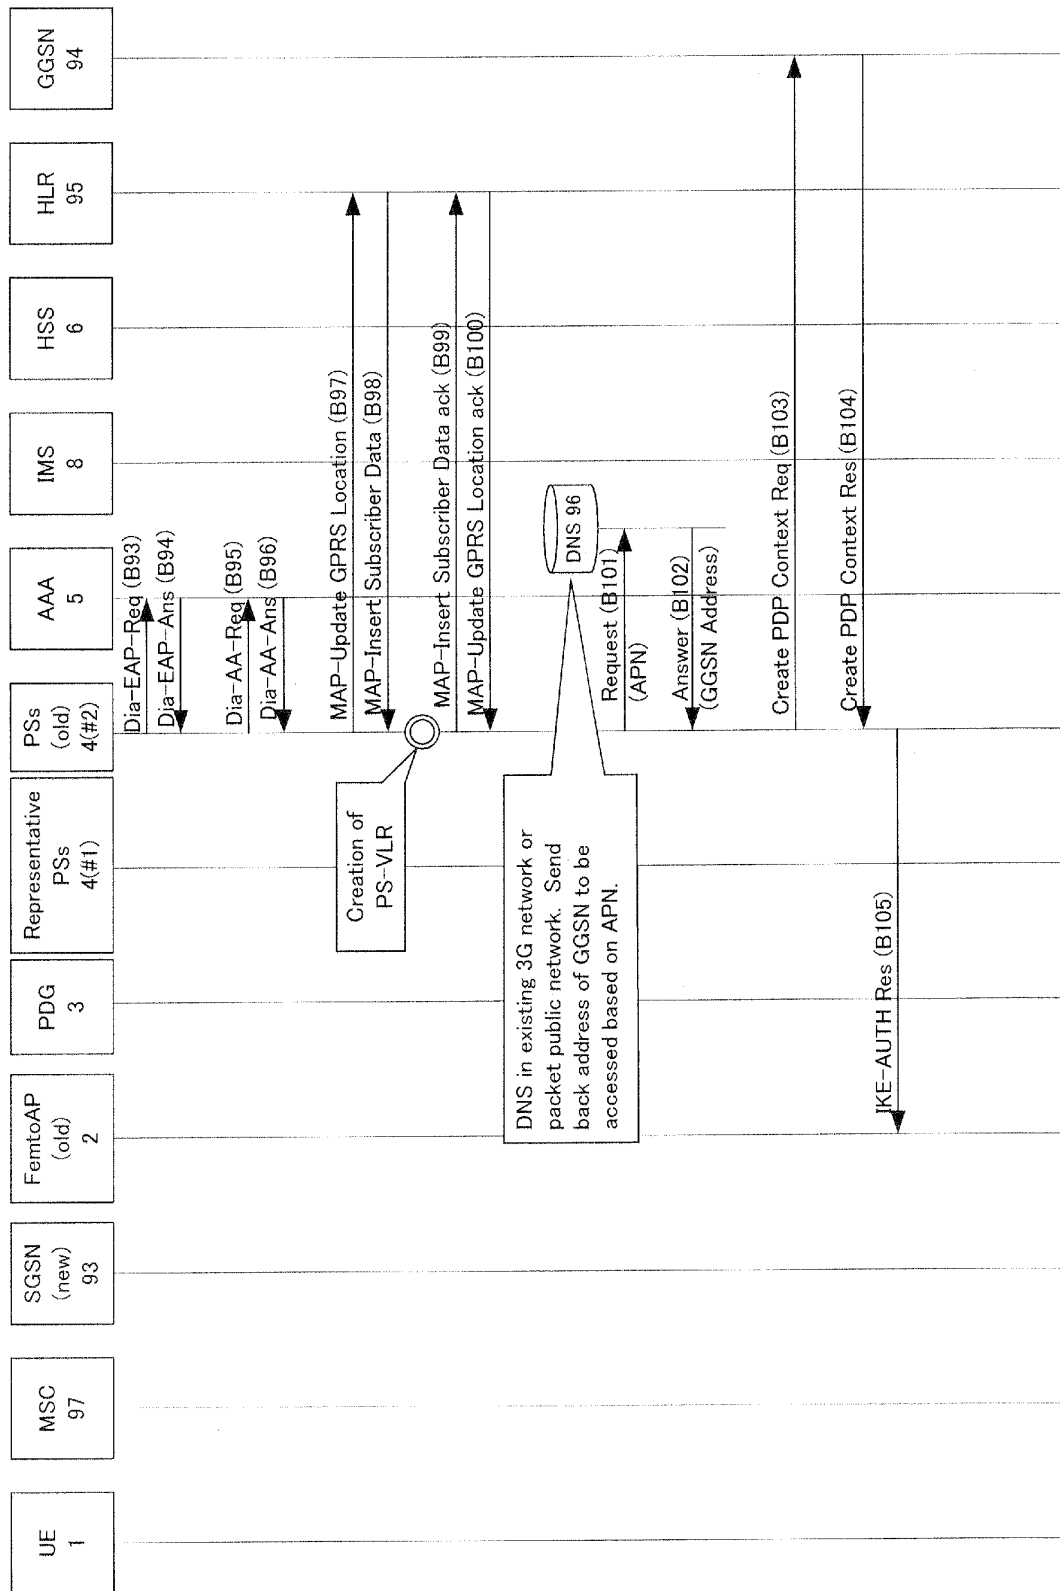 UE
1
MSC
97
SGSN
(new)
93
FemtoAP
(old)
2
PDG
3
Representative
PSs
4(#1)
PSs
(old)
4(#2)
AAA
5
IMS
8
HSS
6
HLR
95
GGSN
94
Dia-EAP-Req (B93)
Dia-EAP-Ans (B94)
Dia-AA-Req (B95)
Dia-AA-Ans (B96)
MAP-Update GPRS Location (B97)
MAP-Insert Subscriber Data (B98)
Creation of
PS-VLR
MAP-Insert Subscriber Data ack (B99)
MAP-Update GPRS Location ack (B100)
DNS in existing 3G network or
packet public network. Send
back address of GGSN to be
accessed based on APN.
DNS 96
Request (B101)
(APN)
Answer (B102)
(GGSN Address)
Create PDP Context Req (B103)
Create PDP Context Res (B104)
IKE-AUTH Res (B105)